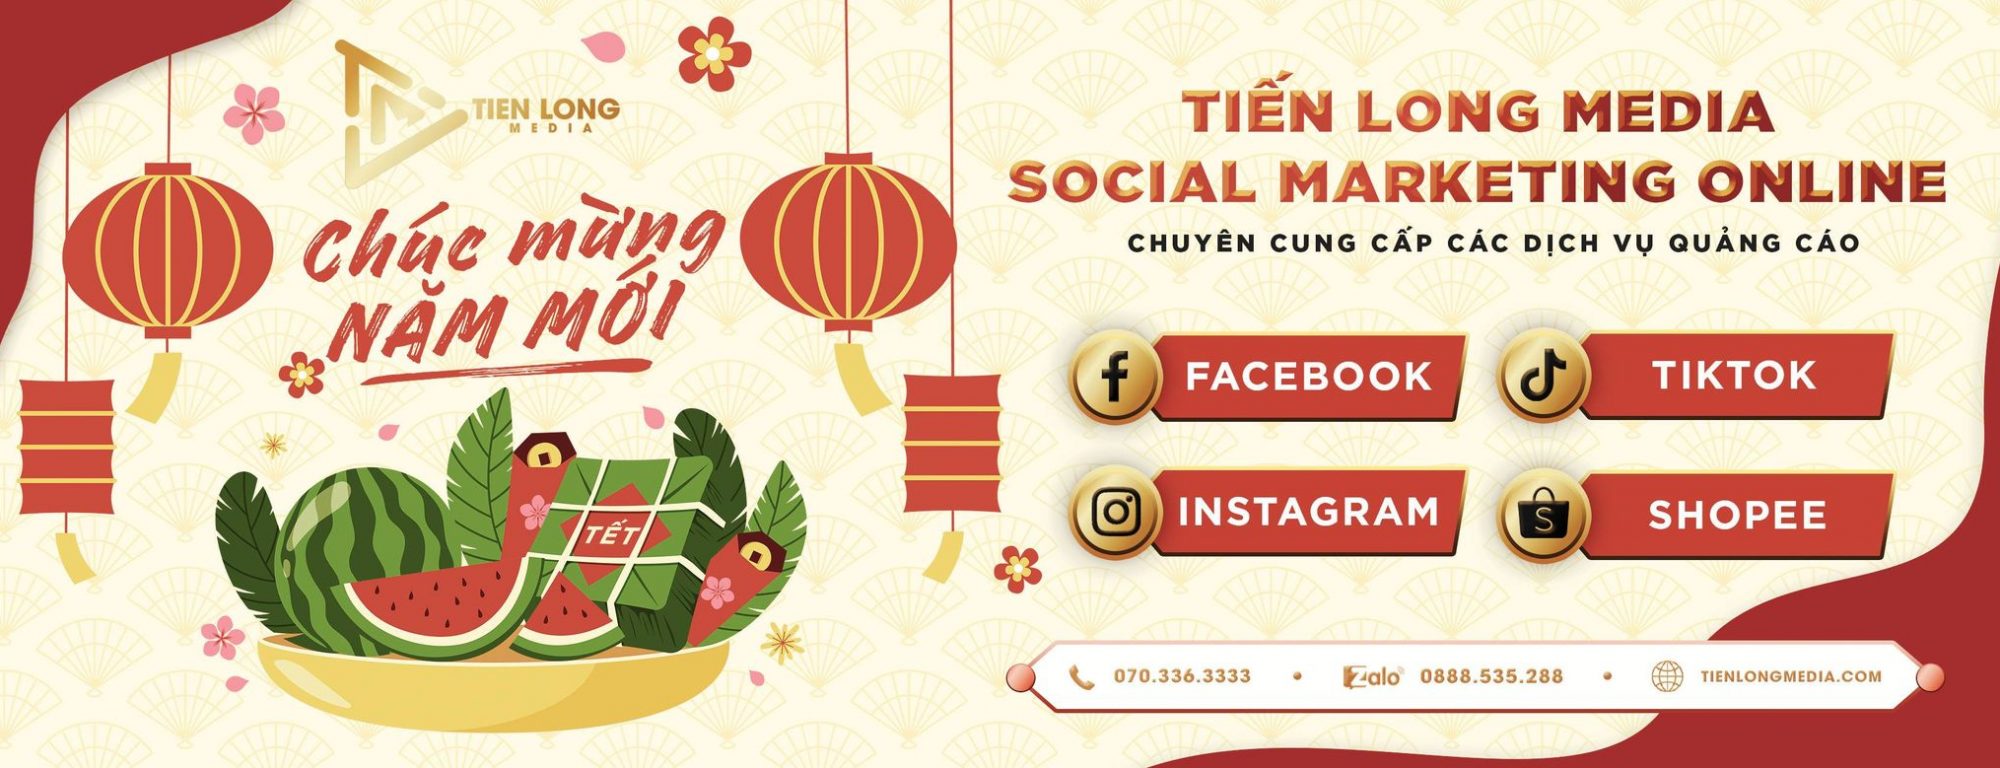 TIEN LONG
MEDIA
Chúc mừng
NĂM MỚI
TẾT
TIẾN LONG MEDIA
SOCIAL MARKETING ONLINE
CHUYÊN CUNG CẤP CÁC DỊCH VỤ QUẢNG CÁO
FACEBOOK
TIKTOK
INSTAGRAM
SHOPEE
070.336.3333 • Zalo 0888.535.288 • TIENLONGMEDIA.COM